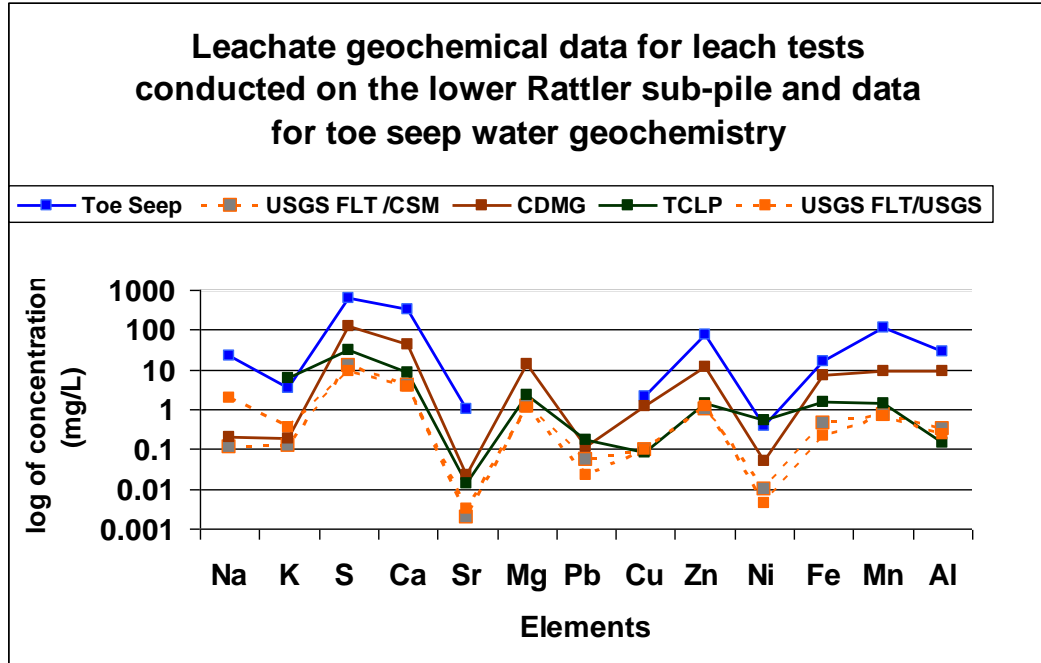 Leachate geochemical data for leach tests
conducted on the lower Rattler sub-pile and data
for toe seep water geochemistry
Toe Seep USGS FLT /CSM CDMG TCLP USGS FLT/USGS
log of concentration
(mg/L)
1000
100
10
1
0.1
0.01
0.001
Na K S Ca Sr Mg Pb Cu Zn Ni Fe Mn Al
Elements